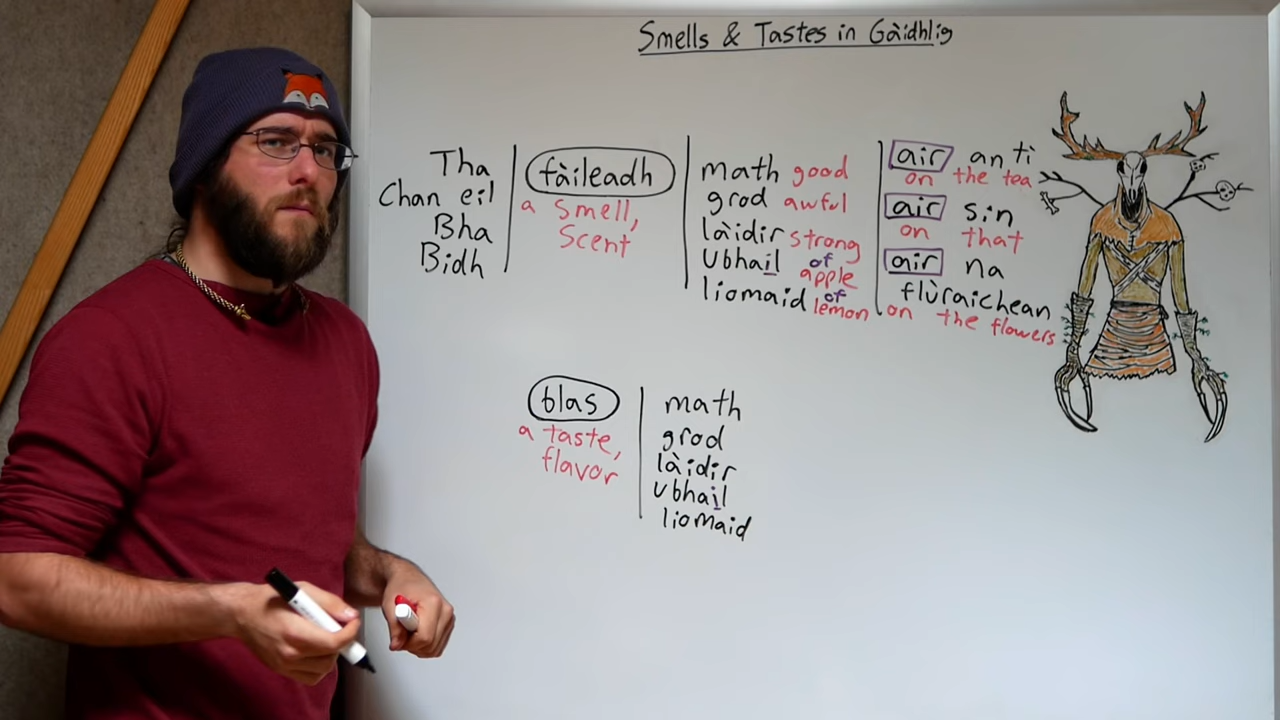 Smells & Tastes in Gàidhlig
Tha
Chan eil
Bha
Bidh
fàileadh
a smell,
scent
math good
grod awful
làidir strong
ubhail of apple
liomaid of lemon
air an tì
on the tea
air sin
on that
air na
flùraichean
on the flowers
blas
a taste,
flavor
math
grod
làidir
ubhail
liomaid